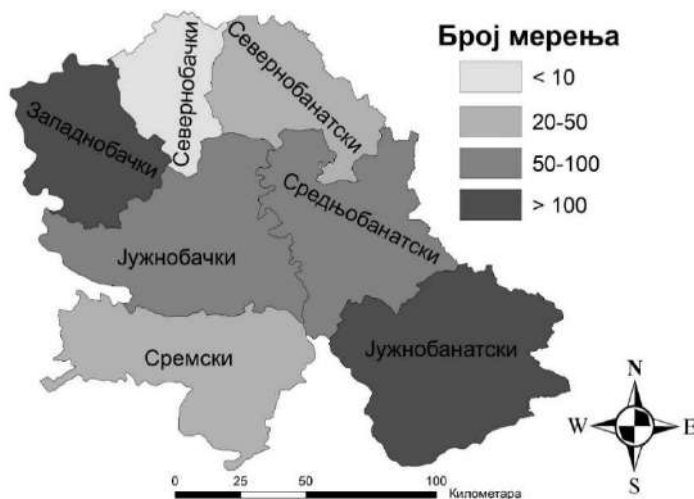 Број мерења
< 10
20-50
50-100
> 100
Севернобачки
Севернобанатски
Западнобачки
Средњобанатски
Јужнобачки
Јужнобанатски
Сремски
N
W E
S
0 25 50 100
Километара